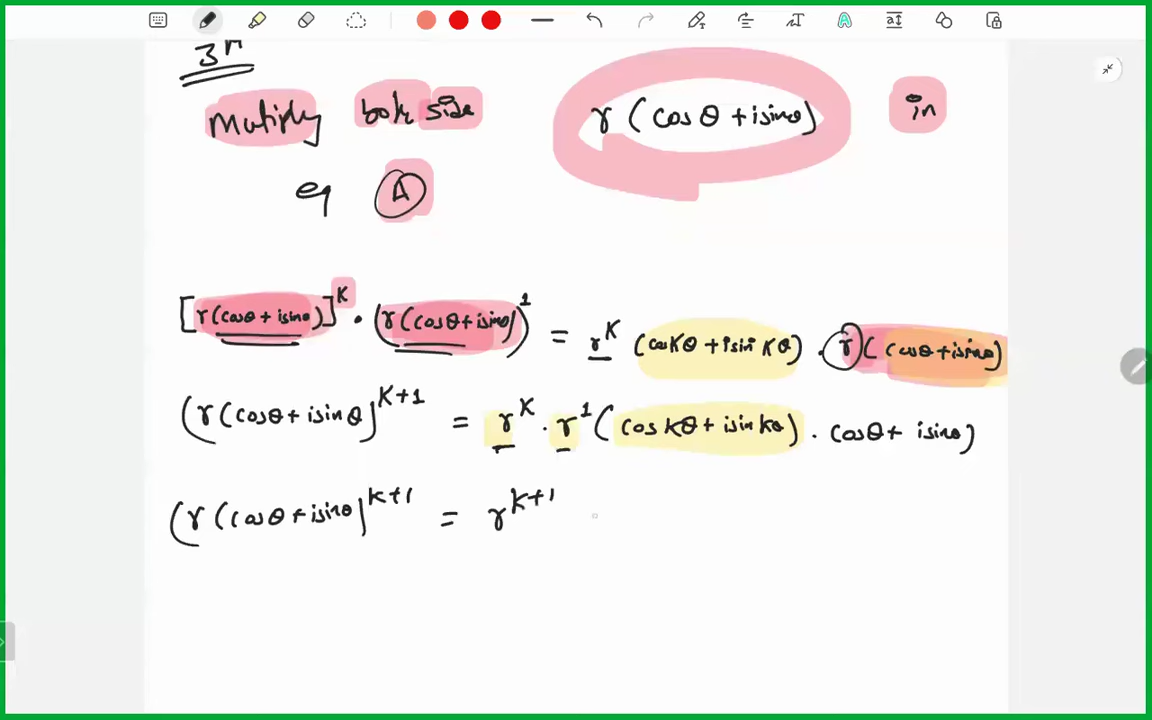 3rd
Multiply both side r (cosθ + isinθ) in
eq A
[r(cosθ + isinθ)]^k · (r(cosθ + isinθ))^1 = r^k (coskθ + isin kθ) · r(cosθ + isinθ)
(r(cosθ + isinθ)^k+1 = r^k · r^1 (cos kθ + isin kθ) · cosθ + isinθ)
(r(cosθ + isinθ)^k+1 = r^k+1